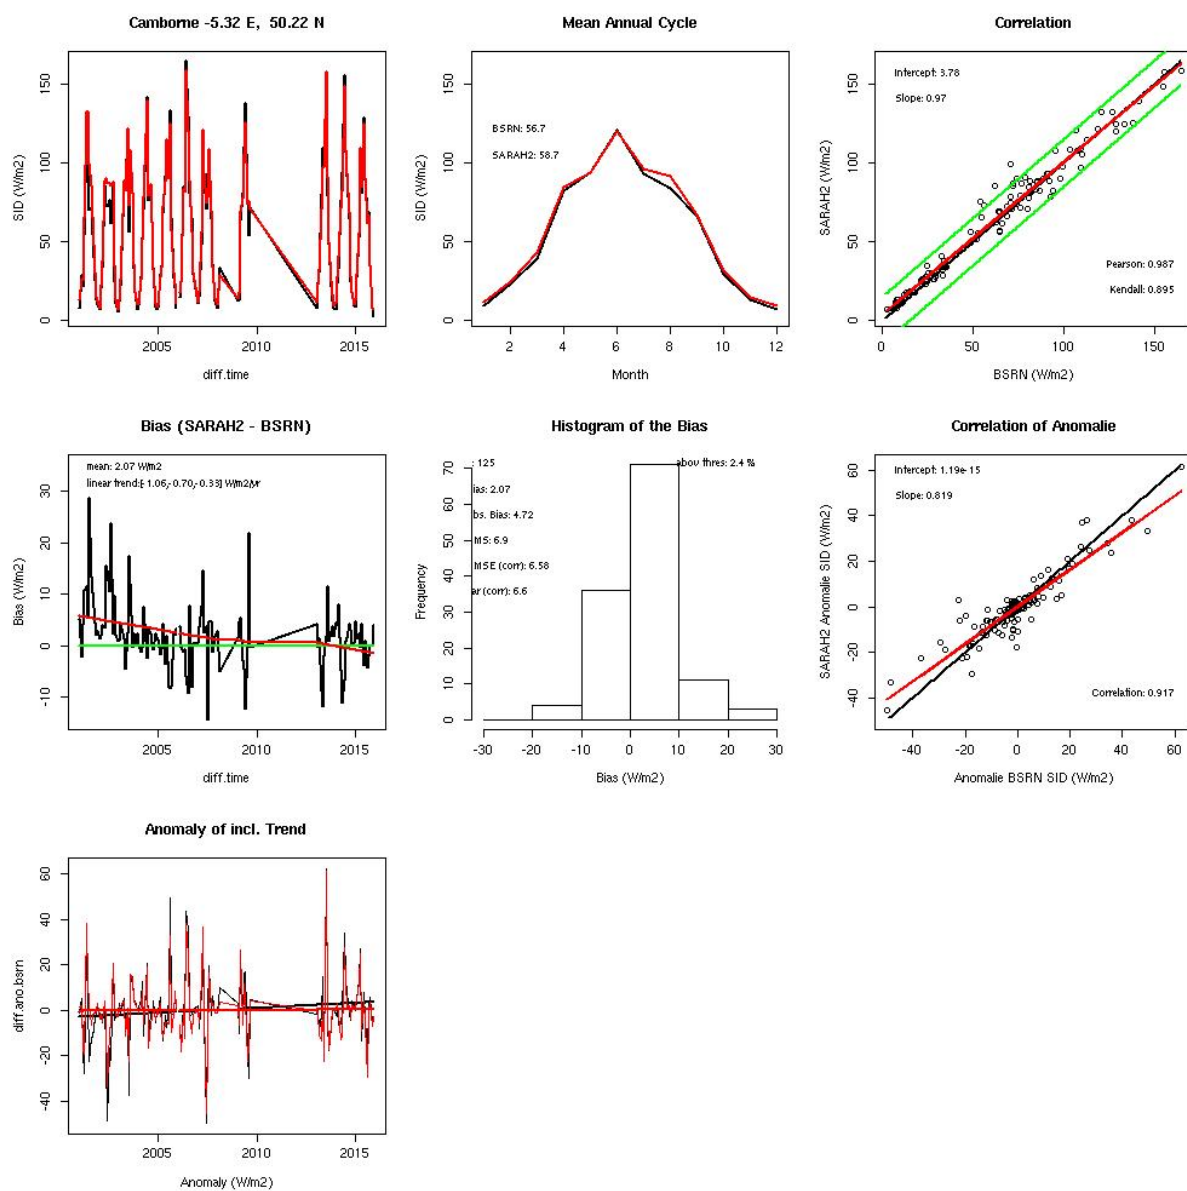 Camborne -5.32 E, 50.22 N
SID (W/m2)
0 50 100 150
2005 2010 2015
diff.time
Mean Annual Cycle
SID (W/m2)
0 50 100 150
BSRN: 56.7
SARAH2: 58.7
2 4 6 8 10 12
Month
Correlation
SARAH2 (W/m2)
0 50 100 150
Intercept: 3.78
Slope: 0.97
Pearson: 0.987
Kendall: 0.895
0 50 100 150
BSRN (W/m2)
Bias (SARAH2 - BSRN)
Bias (W/m2)
-10 0 10 20 30
mean: 2.07 W/m2
linear trend:[-1.06,-0.70,-0.33] W/m2/yr
2005 2010 2015
diff.time
Histogram of the Bias
Frequency
0 10 20 30 40 50 60 70
: 125
ias: 2.07
bs. Bias: 4.72
MS: 6.9
MSE (corr): 6.58
ar (corr): 6.6
abov thres: 2.4 %
-30 -20 -10 0 10 20 30
Bias (W/m2)
Correlation of Anomalie
SARAH2 Anomalie SID (W/m2)
-40 -20 0 20 40 60
Intercept: 1.19e-15
Slope: 0.819
Correlation: 0.917
-40 -20 0 20 40 60
Anomalie BSRN SID (W/m2)
Anomaly of incl. Trend
diff.ano.bsrn
-40 -20 0 20 40 60
2005 2010 2015
Anomaly (W/m2)